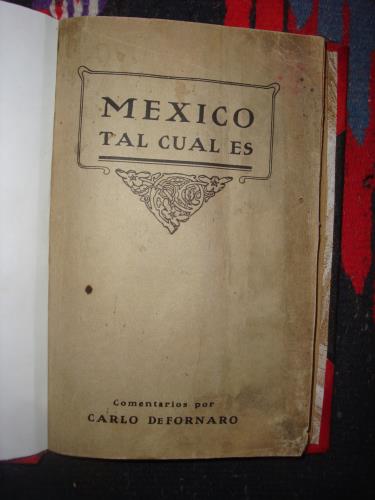 MEXICO
TAL CUAL ES
Comentarios por
CARLO DeFORNARO